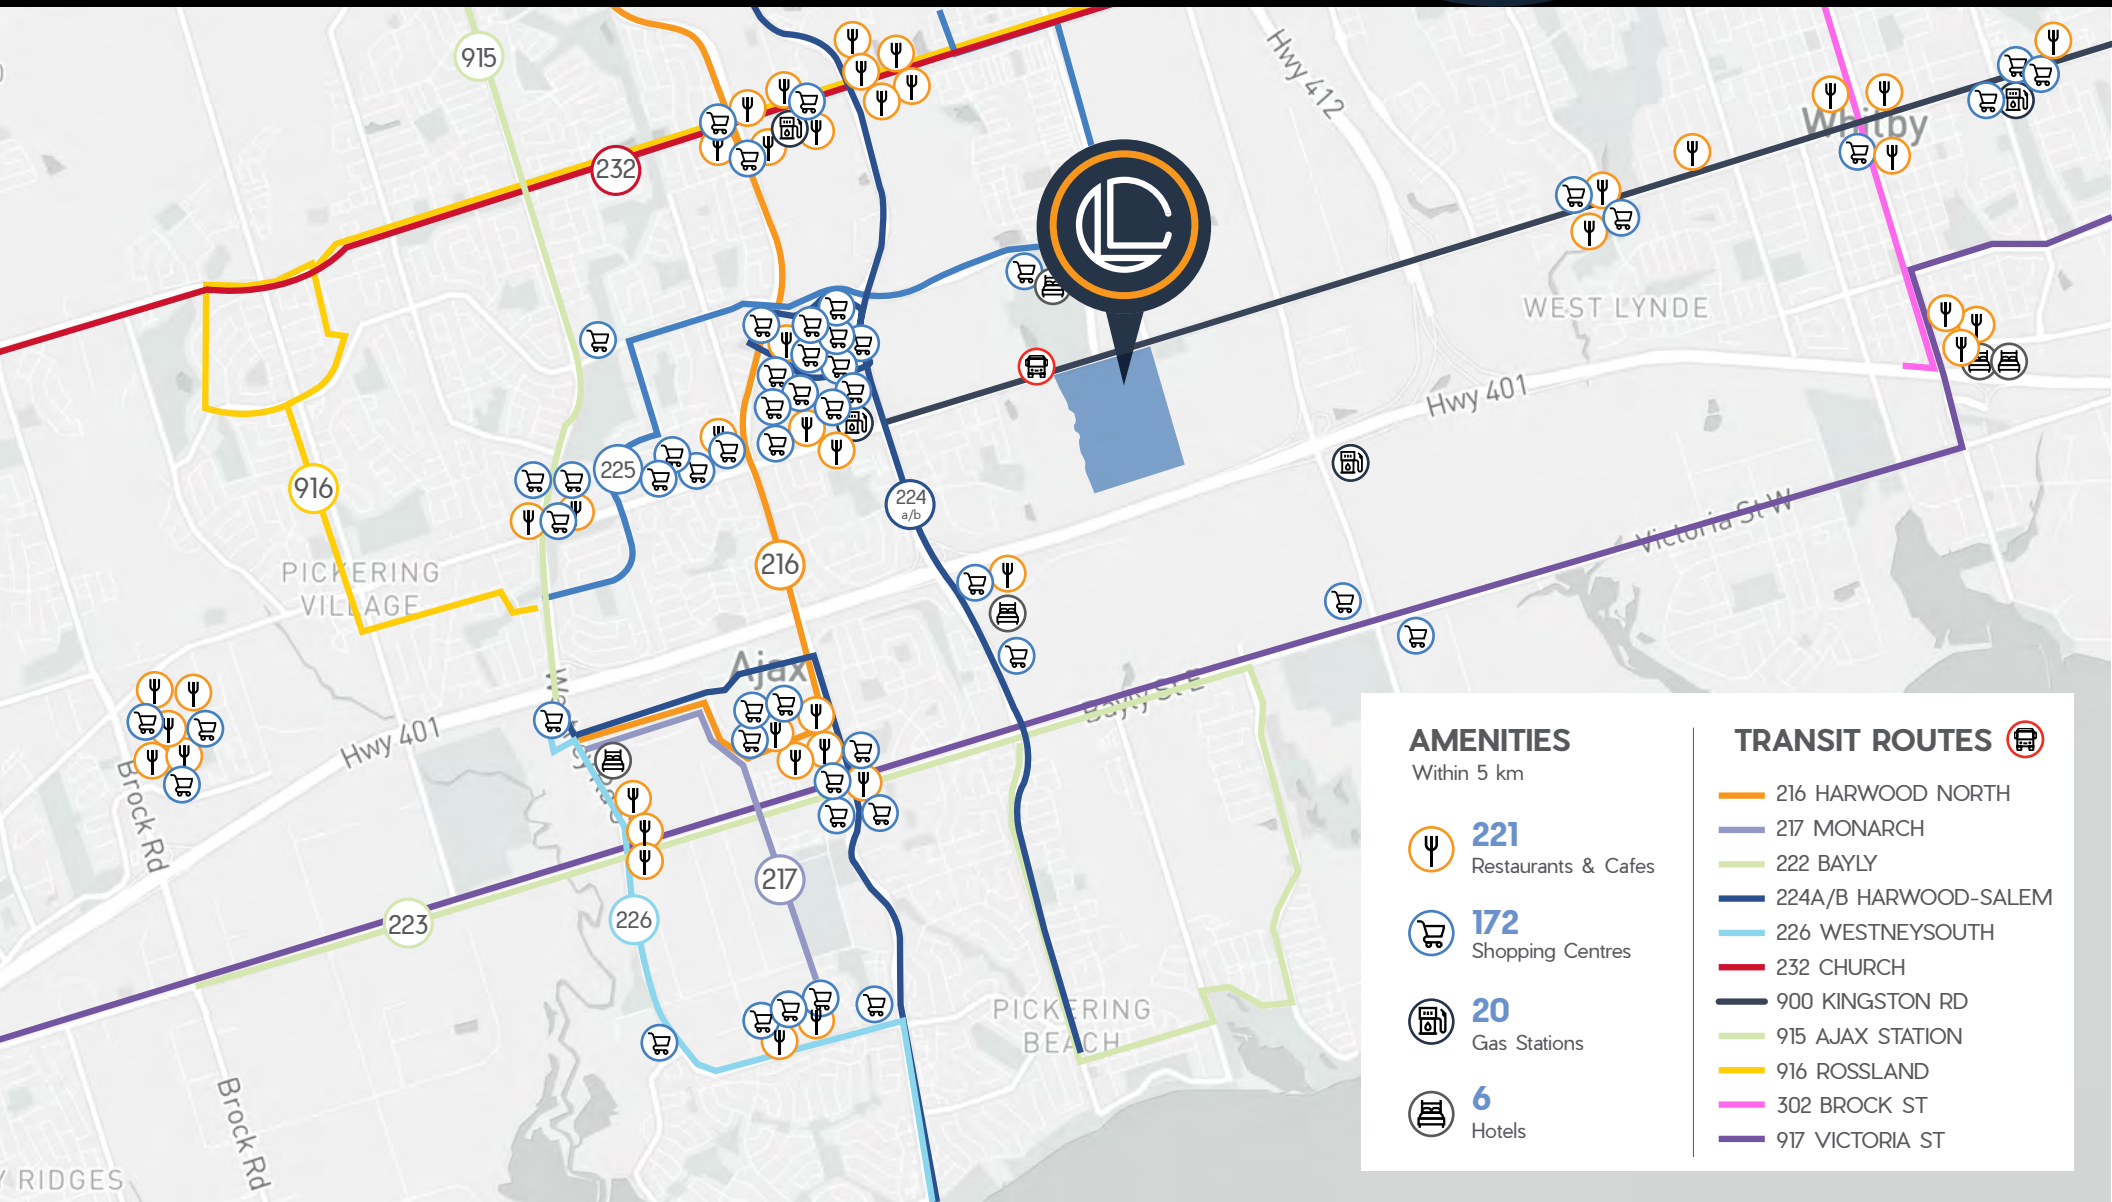 915
Hwy 412
Whitby
232
WEST LYNDE
Hwy 401
225
916
224
a/b
Victoria St W
216
PICKERING
VILLAGE
Ajax
Bayly St E
Hwy 401
Brock Rd
217
223
226
PICKERING
BEACH
Brock Rd
Y RIDGES
AMENITIES
Within 5 km
221
Restaurants & Cafes
172
Shopping Centres
20
Gas Stations
6
Hotels
TRANSIT ROUTES
216 HARWOOD NORTH
217 MONARCH
222 BAYLY
224A/B HARWOOD-SALEM
226 WESTNEYSOUTH
232 CHURCH
900 KINGSTON RD
915 AJAX STATION
916 ROSSLAND
302 BROCK ST
917 VICTORIA ST